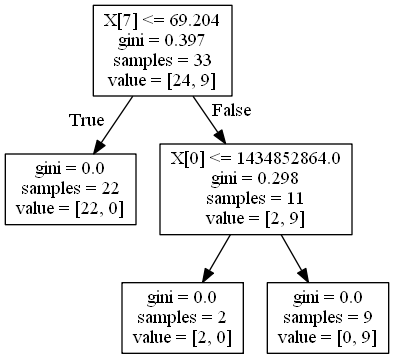 X[7] <= 69.204
gini = 0.397
samples = 33
value = [24, 9]
True
False
gini = 0.0
samples = 22
value = [22, 0]
X[0] <= 1434852864.0
gini = 0.298
samples = 11
value = [2, 9]
gini = 0.0
samples = 2
value = [2, 0]
gini = 0.0
samples = 9
value = [0, 9]